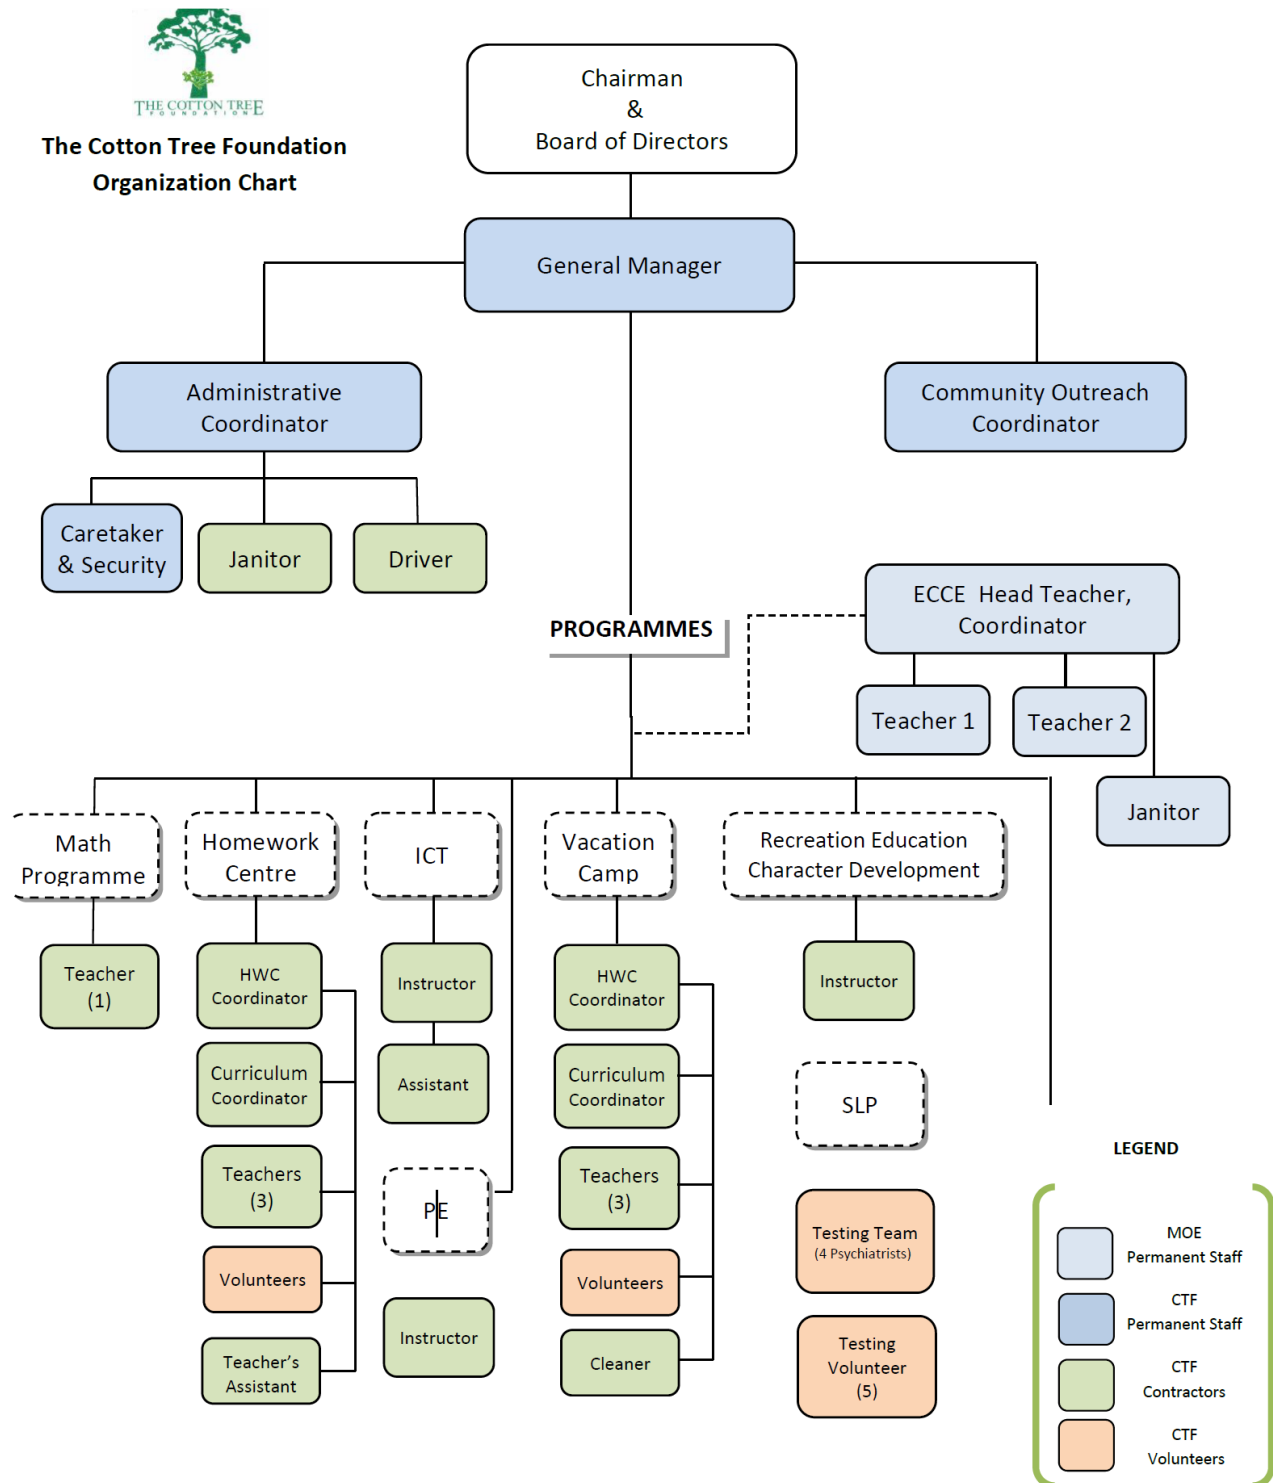 THE COTTON TREE
FOUNDATION
The Cotton Tree Foundation
Organization Chart
Chairman
&
Board of Directors
General Manager
Administrative
Coordinator
Community Outreach
Coordinator
Caretaker
& Security
Janitor
Driver
ECCE  Head Teacher,
Coordinator
PROGRAMMES
Teacher 1
Teacher 2
Janitor
Math
Programme
Homework
Centre
ICT
Vacation
Camp
Recreation Education
Character Development
Teacher
(1)
HWC
Coordinator
Curriculum
Coordinator
Teachers
(3)
Volunteers
Teacher's
Assistant
Instructor
Assistant
PE
Instructor
HWC
Coordinator
Curriculum
Coordinator
Teachers
(3)
Volunteers
Cleaner
Instructor
SLP
Testing Team
(4 Psychiatrists)
Testing
Volunteer
(5)
LEGEND
MOE
Permanent Staff
CTF
Permanent Staff
CTF
Contractors
CTF
Volunteers